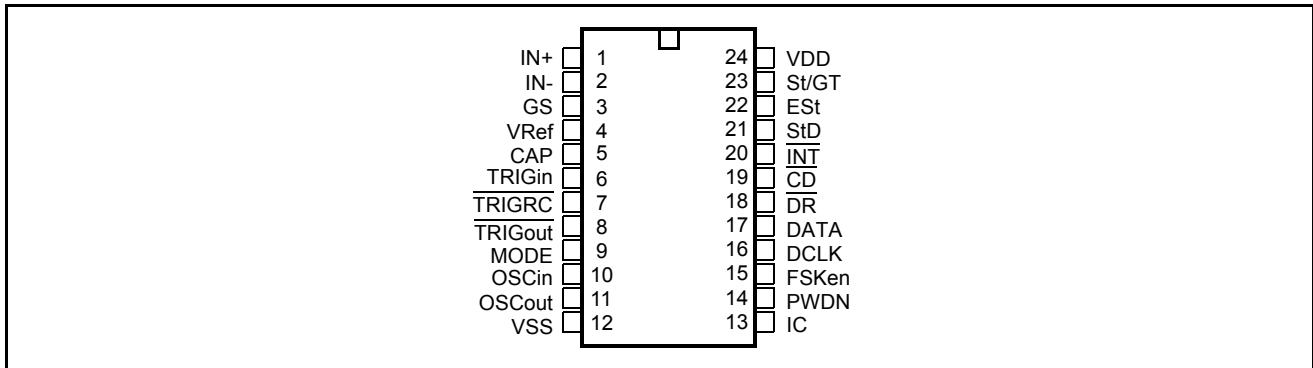 IN+ 1 24 VDD
IN- 2 23 St/GT
GS 3 22 ESt
VRef 4 21 StD
CAP 5 20 INT
TRIGin 6 19 CD
TRIGRC 7 18 DR
TRIGout 8 17 DATA
MODE 9 16 DCLK
OSCin 10 15 FSKen
OSCout 11 14 PWDN
VSS 12 13 IC